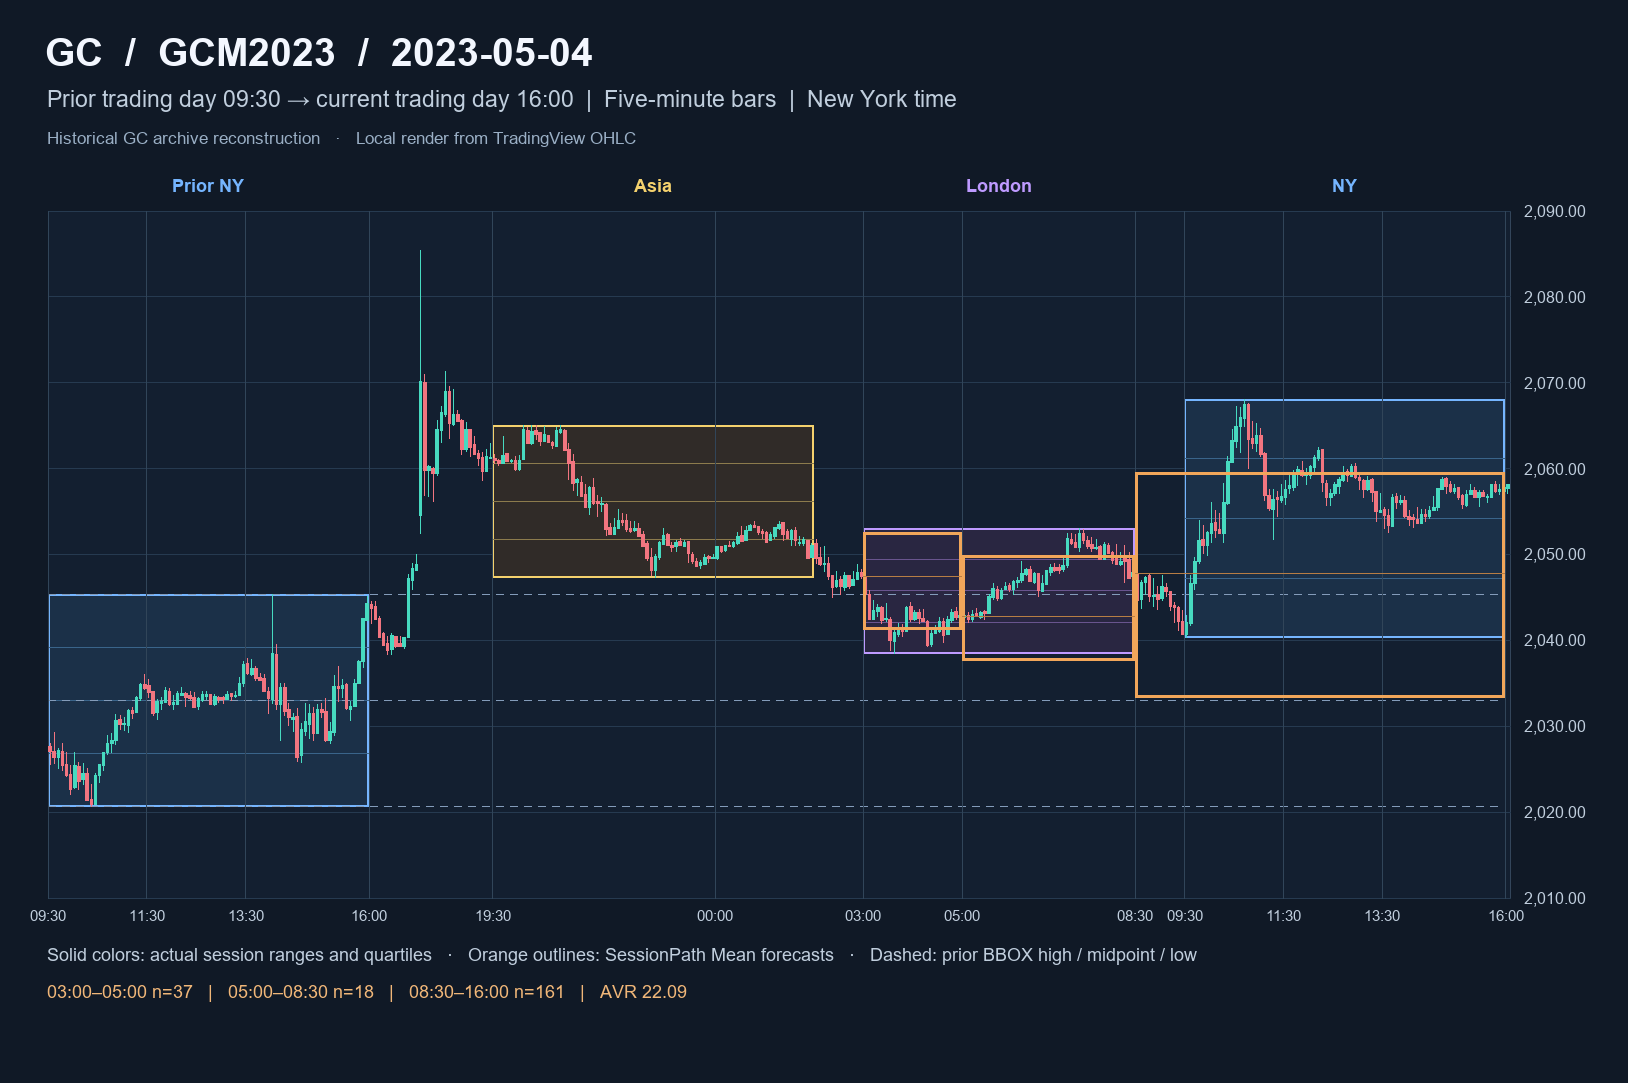 GC / GCM2023 / 2023-05-04
Prior trading day 09:30 → current trading day 16:00 | Five-minute bars | New York time
Historical GC archive reconstruction · Local render from TradingView OHLC
Prior NY Asia London NY
2,090.00
2,080.00
2,070.00
2,060.00
2,050.00
2,040.00
2,030.00
2,020.00
2,010.00
09:30 11:30 13:30 16:00 19:30 00:00 03:00 05:00 08:30 09:30 11:30 13:30 16:00
Solid colors: actual session ranges and quartiles · Orange outlines: SessionPath Mean forecasts · Dashed: prior BBOX high / midpoint / low
03:00–05:00 n=37 | 05:00–08:30 n=18 | 08:30–16:00 n=161 | AVR 22.09